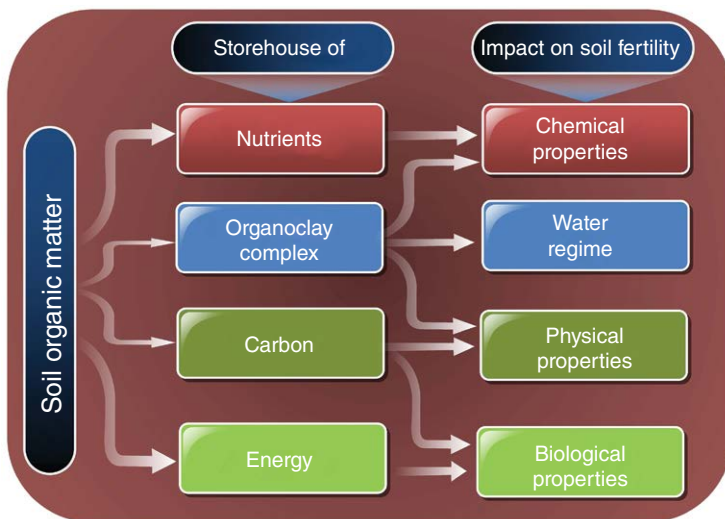 Storehouse of
Impact on soil fertility
Soil organic matter
Nutrients
Chemical
properties
Organoclay
complex
Water
regime
Carbon
Physical
properties
Energy
Biological
properties